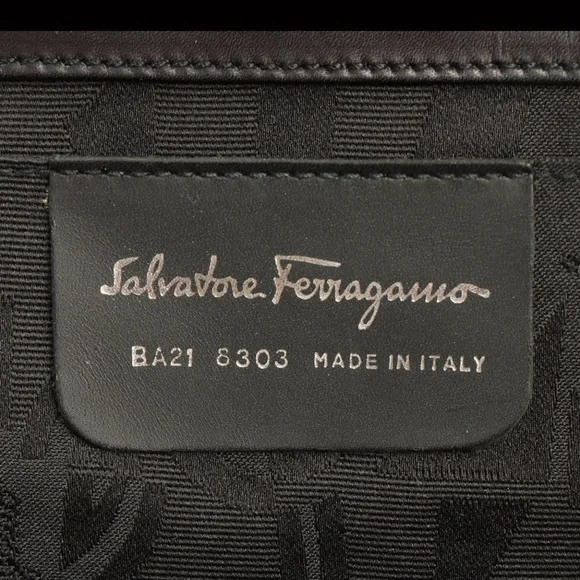 Salvatore Ferragamo
BA21 8303 MADE IN ITALY